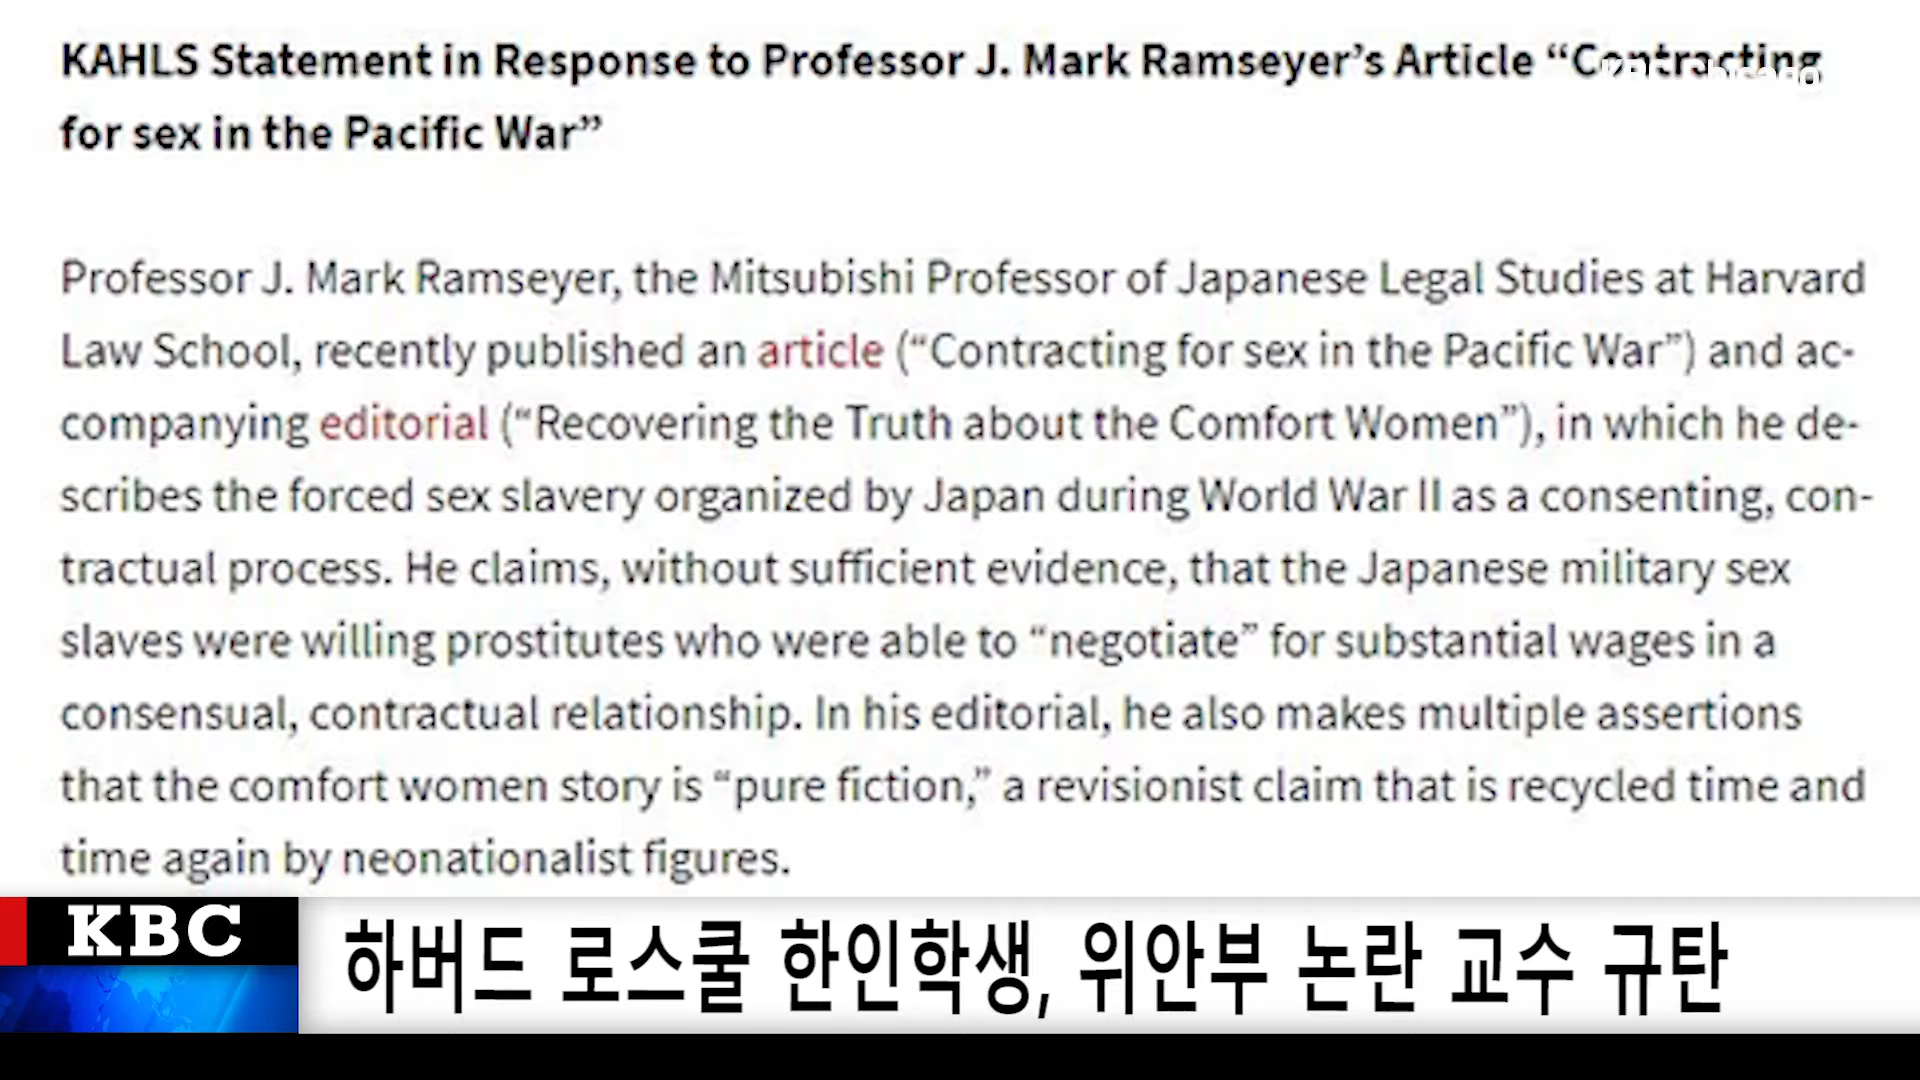 KAHLS Statement in Response to Professor J. Mark Ramseyer’s Article “Contracting
for sex in the Pacific War”
Professor J. Mark Ramseyer, the Mitsubishi Professor of Japanese Legal Studies at Harvard
Law School, recently published an article (“Contracting for sex in the Pacific War”) and ac-
companying editorial (“Recovering the Truth about the Comfort Women”), in which he de-
scribes the forced sex slavery organized by Japan during World War II as a consenting, con-
tractual process. He claims, without sufficient evidence, that the Japanese military sex
slaves were willing prostitutes who were able to “negotiate” for substantial wages in a
consensual, contractual relationship. In his editorial, he also makes multiple assertions
that the comfort women story is “pure fiction,” a revisionist claim that is recycled time and
time again by neonationalist figures.
KBC
하버드 로스쿨 한인학생, 위안부 논란 교수 규탄